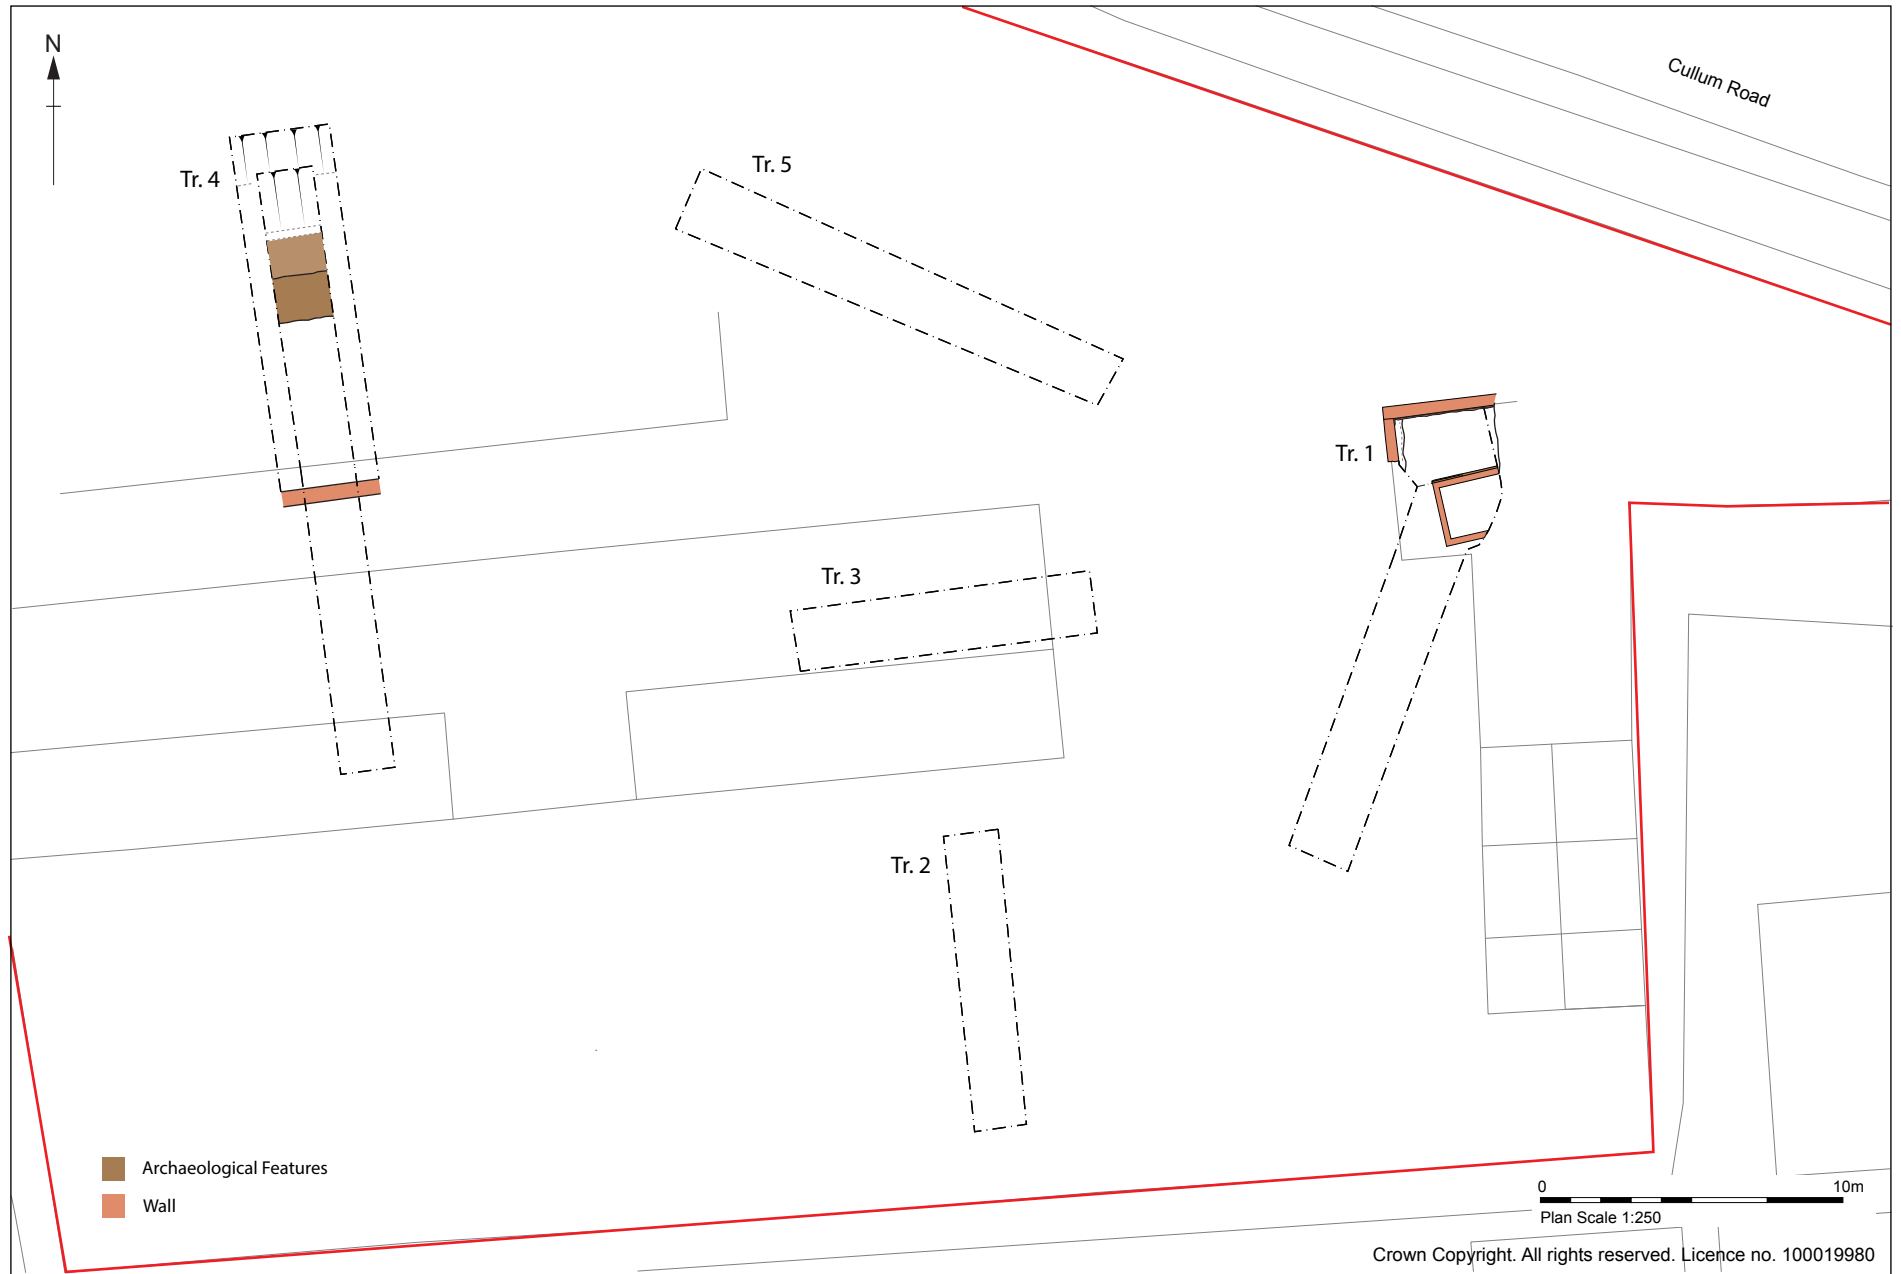 N
Cullum Road
Tr. 4
Tr. 5
Tr. 1
Tr. 3
Tr. 2
Archaeological Features
Wall
0 10m
Plan Scale 1:250
Crown Copyright. All rights reserved. Licence no. 100019980